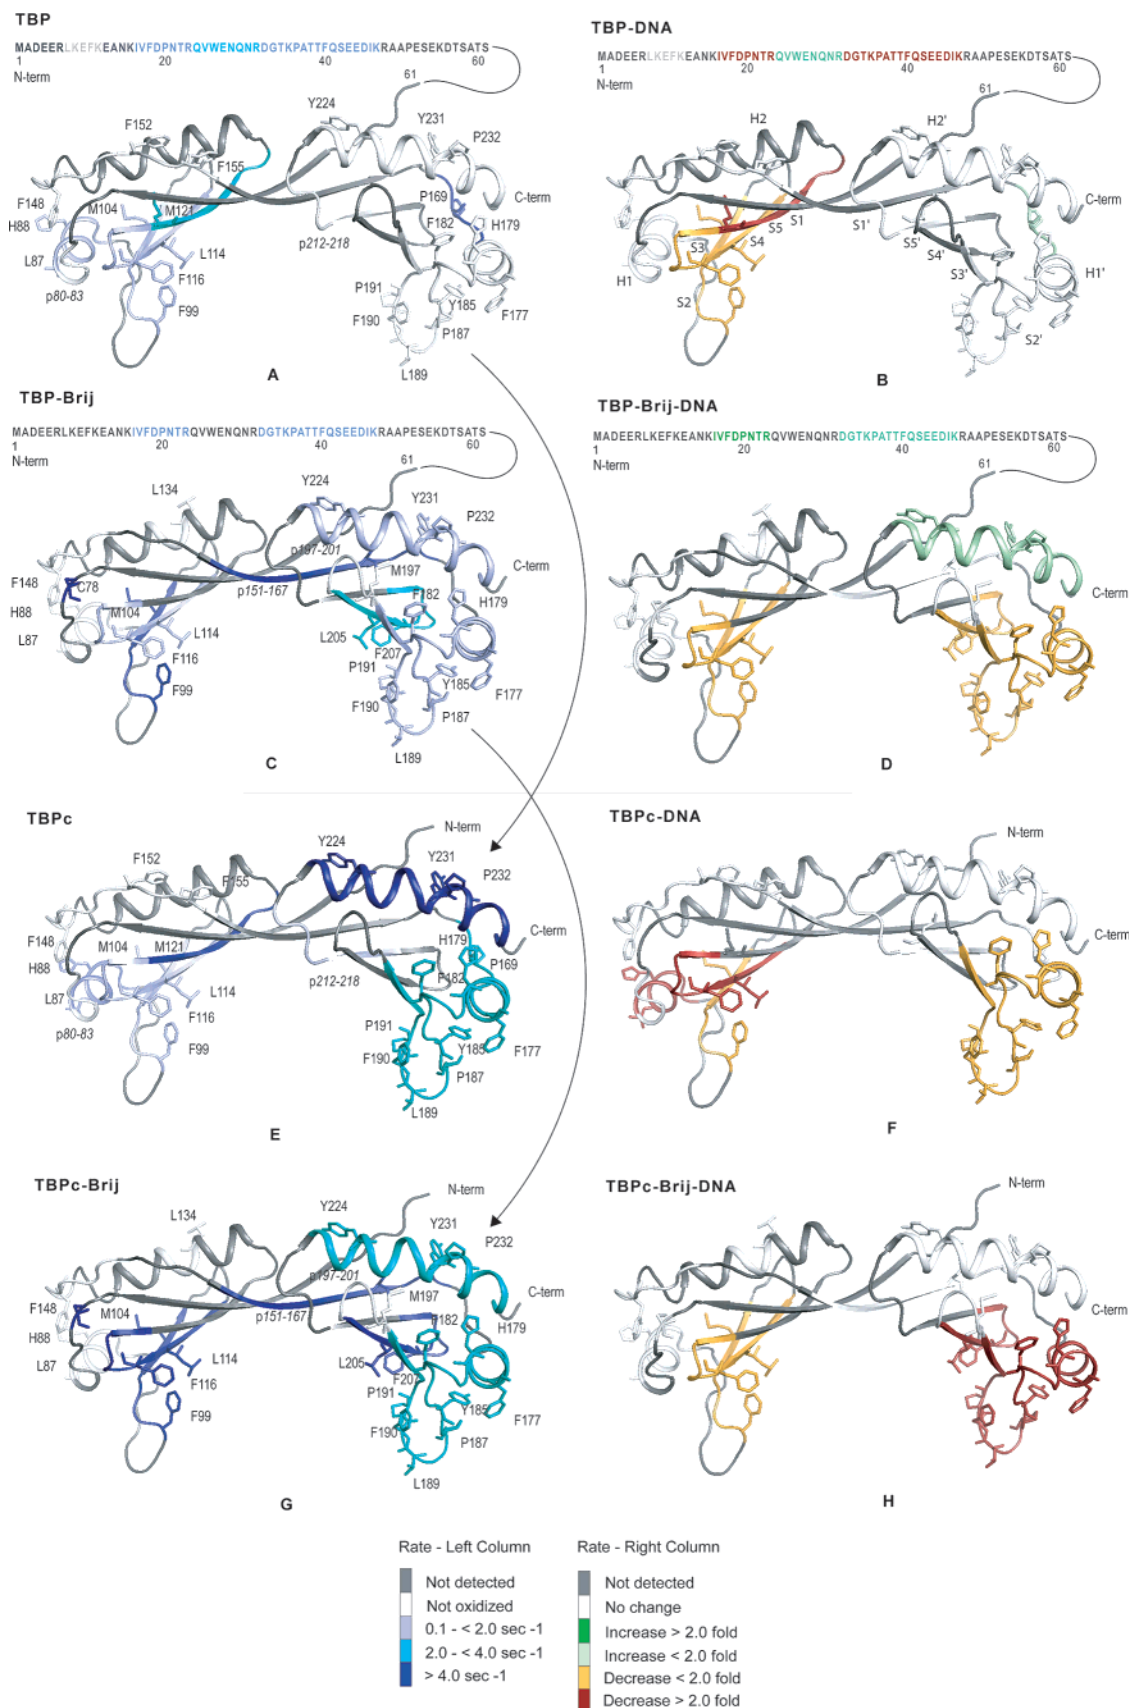 TBP
MADEERLKEFKEANKIVFDPNTRQVWENQNRDGTKPATTFQSEEDIKRAAPESEKDTSATS
1 20 40 60
N-term
61
Y224
F152
Y231
P232
F155
F148
H88
M104
M121
P169
C-term
F182
H179
p212-218
L87
L114
p80-83
F116
F99
P191
Y185
F190
P187
F177
L189
A
TBP-DNA
MADEERLKEFKEANKIVFDPNTRQVWENQNRDGTKPATTFQSEEDIKRAAPESEKDTSATS
1 20 40 60
N-term
61
H2
H2'
C-term
S1
S1'
S5
S5'
S4
S4'
S3
S3'
H1
H1'
S2
S2'
B
TBP-Brij
MADEERLKEFKEANKIVFDPNTRQVWENQNRDGTKPATTFQSEEDIKRAAPESEKDTSATS
1 20 40 60
N-term
61
L134
Y224
Y231
P232
p197-201
M197
C-term
F148
C78
p151-167
H88
M104
F182
H179
L87
L114
L205
F116
F207
P191
F99
Y185
F190
P187
F177
L189
C
TBP-Brij-DNA
MADEERLKEFKEANKIVFDPNTRQVWENQNRDGTKPATTFQSEEDIKRAAPESEKDTSATS
1 20 40 60
N-term
61
C-term
D
TBPc
N-term
Y224
F152
Y231
P232
F155
F148
M104
M121
H179
C-term
H88
P169
L87
p212-218
F182
L114
p80-83
F116
P191
F99
F190
Y185
F177
P187
L189
E
TBPc-DNA
N-term
C-term
F
TBPc-Brij
N-term
L134
Y224
Y231
P232
p197-201
M197
C-term
F148
M104
p151-167
H88
F182
H179
L87
L114
L205
F116
F207
P191
F99
F190
Y185
F177
P187
L189
G
TBPc-Brij-DNA
N-term
C-term
H
Rate - Left Column
Not detected
Not oxidized
0.1 - < 2.0 sec -1
2.0 - < 4.0 sec -1
> 4.0 sec -1
Rate - Right Column
Not detected
No change
Increase > 2.0 fold
Increase < 2.0 fold
Decrease < 2.0 fold
Decrease > 2.0 fold